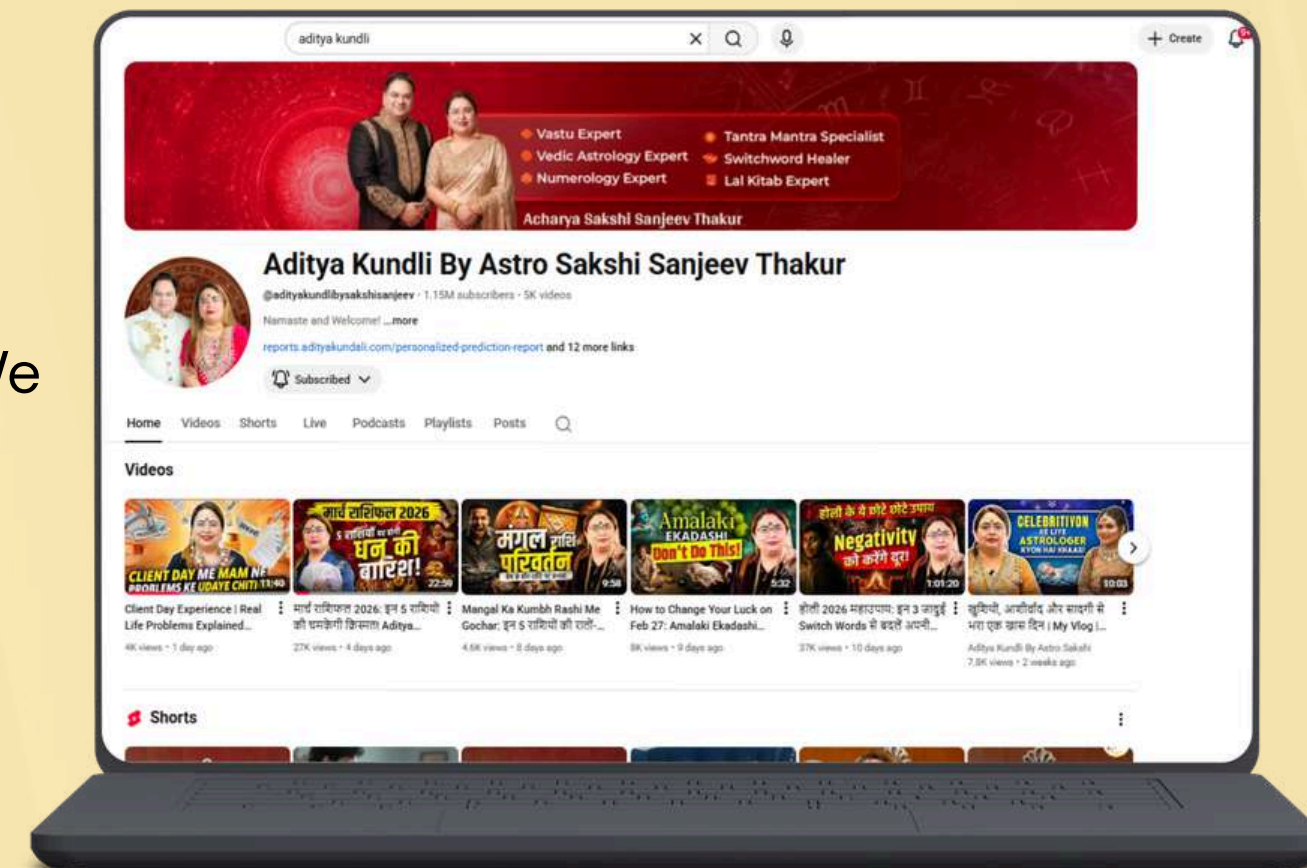 We
aditya kundli
+ Create
9+
Vastu Expert
Vedic Astrology Expert
Numerology Expert
Tantra Mantra Specialist
Switchword Healer
Lal Kitab Expert
Acharya Sakshi Sanjeev Thakur
Aditya Kundli By Astro Sakshi Sanjeev Thakur
@adityakundlibysakshisanjeev · 1.15M subscribers · 5K videos
Namaste and Welcome! ...more
reports.adityakundali.com/personalized-prediction-report and 12 more links
Subscribed
Home Videos Shorts Live Podcasts Playlists Posts
Videos
CLIENT DAY ME MAM NE
PROBLEMS KE UDAYE CHITI
11:40
मार्च राशिफल 2026
5 राशियों पर होगी
धन की
बारिश!
22:59
मंगल राशि
परिवर्तन
9:58
Amalaki
EKADASHI
Don't Do This!
5:32
होली के ये छोटे छोटे उपाय
Negativity
को करेंगे दूर!
1:01:20
CELEBRITIVON
KE LIYE
ASTROLOGER
KYON HAI KHAAS!
10:03
Client Day Experience | Real
Life Problems Explained...
4K views · 1 day ago
मार्च राशिफल 2026: इन 5 राशियों
की चमकेगी किस्मत! Aditya...
27K views · 4 days ago
Mangal Ka Kumbh Rashi Me
Gochar: इन 5 राशियों की रातों-...
4.6K views · 8 days ago
How to Change Your Luck on
Feb 27: Amalaki Ekadashi...
8K views · 9 days ago
होली 2026 महाउपाय: इन 3 जादुई
Switch Words से बदलें अपनी...
37K views · 10 days ago
खुशियों, आशीर्वाद और सादगी से
भरा एक खास दिन | My Vlog |...
Aditya Kundli By Astro Sakshi
7.8K views · 2 weeks ago
Shorts